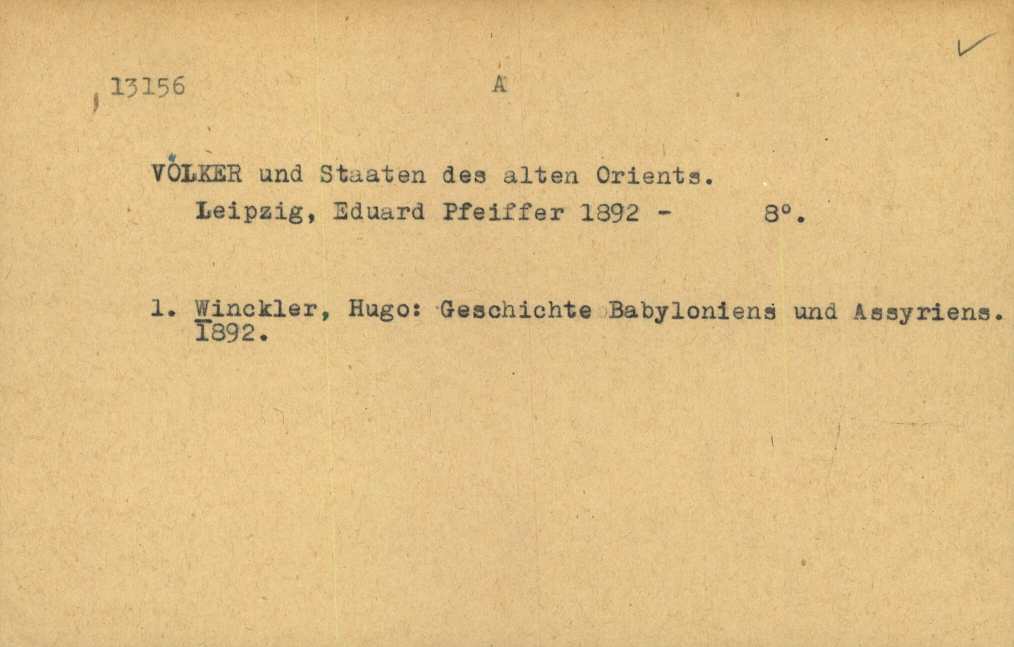 13156 A
VÖLKER und Staaten des alten Orients.
Leipzig, Eduard Pfeiffer 1892 - 8°.
1. Winckler, Hugo: Geschichte Babyloniens und Assyriens.
1892.